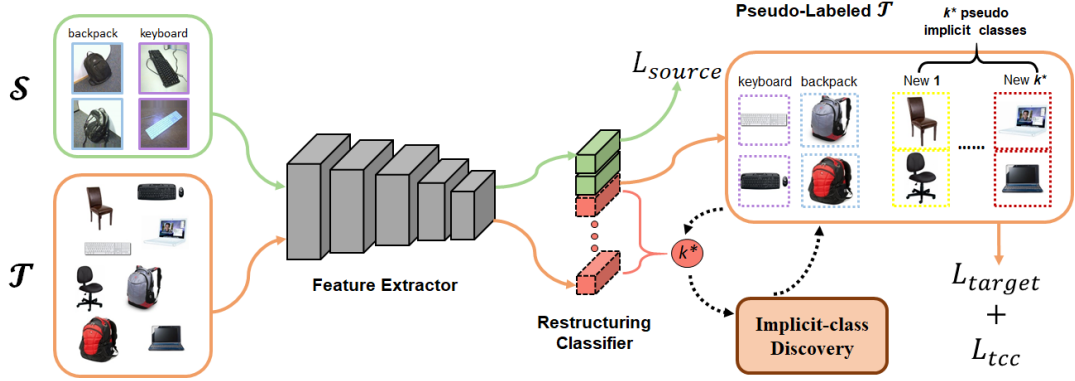 backpack keyboard
S
T
Feature Extractor
L_source
Restructuring
Classifier
k*
Pseudo-Labeled T
k* pseudo
implicit classes
keyboard backpack New 1 New k*
......
Implicit-class
Discovery
L_target
+
L_tcc